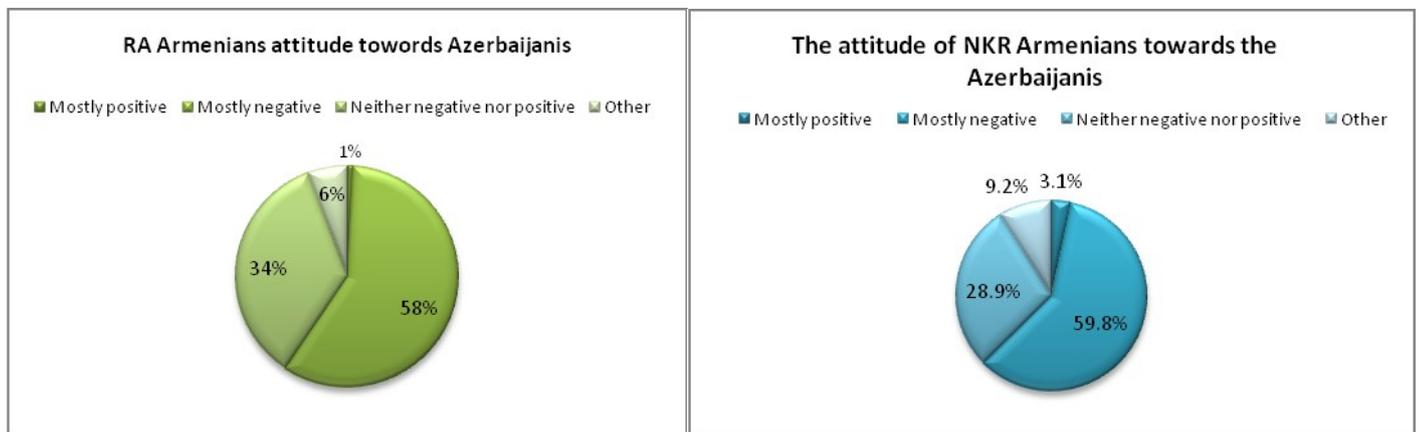 RA Armenians attitude towords Azerbaijanis
Mostly positive Mostly negative Neither negative nor positive Other
1%
6%
34%
58%
The attitude of NKR Armenians towards the
Azerbaijanis
Mostly positive Mostly negative Neither negative nor positive Other
9.2% 3.1%
28.9%
59.8%